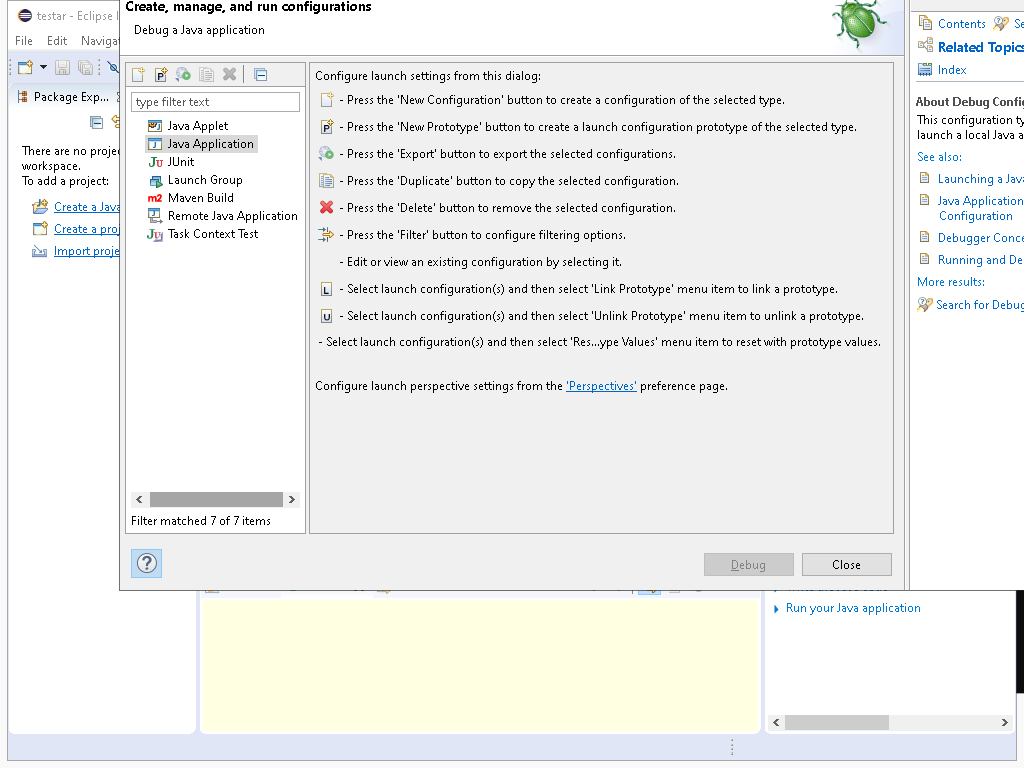 testar - Eclipse I
File Edit Navigat
Package Exp...
There are no proje
workspace.
To add a project:
Create a Java
Create a proj
Import proje
Create, manage, and run configurations
Debug a Java application
type filter text
Java Applet
Java Application
JUnit
Launch Group
Maven Build
Remote Java Application
Task Context Test
Filter matched 7 of 7 items
Configure launch settings from this dialog:
- Press the 'New Configuration' button to create a configuration of the selected type.
- Press the 'New Prototype' button to create a launch configuration prototype of the selected type.
- Press the 'Export' button to export the selected configurations.
- Press the 'Duplicate' button to copy the selected configuration.
- Press the 'Delete' button to remove the selected configuration.
- Press the 'Filter' button to configure filtering options.
- Edit or view an existing configuration by selecting it.
L - Select launch configuration(s) and then select 'Link Prototype' menu item to link a prototype.
U - Select launch configuration(s) and then select 'Unlink Prototype' menu item to unlink a prototype.
- Select launch configuration(s) and then select 'Res...ype Values' menu item to reset with prototype values.
Configure launch perspective settings from the 'Perspectives' preference page.
Debug Close
Contents Se
Related Topics
Index
About Debug Config
This configuration ty
launch a local Java a
See also:
Launching a Java
Java Application
Configuration
Debugger Conce
Running and De
More results:
Search for Debug
Run your Java application